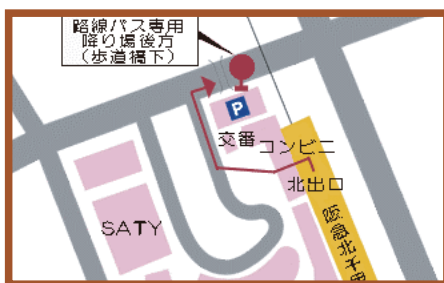 路線バス専用
降り場後方
(歩道橋下)
P
交番
コンビニ
北出口
SATY
阪急北千里